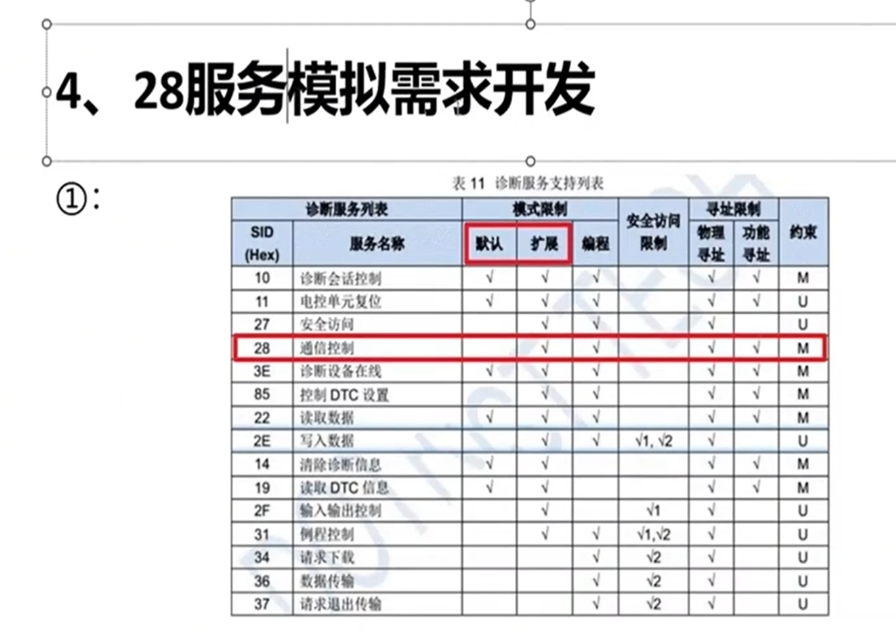 4、28服务模拟需求开发
①：
表 11 诊断服务支持列表
诊断服务列表 模式限制 安全访问限制 寻址限制 约束
SID (Hex) 服务名称 默认 扩展 编程 物理寻址 功能寻址
10 诊断会话控制 √ √ √ √ √ M
11 电控单元复位 √ √ √ √ √ U
27 安全访问 √ √ √ U
28 通信控制 √ √ √ √ M
3E 诊断设备在线 √ √ √ √ √ M
85 控制 DTC 设置 √ √ √ √ M
22 读取数据 √ √ √ √ √ M
2E 写入数据 √ √ √1, √2 √ U
14 清除诊断信息 √ √ √ √ M
19 读取 DTC 信息 √ √ √ √ M
2F 输入输出控制 √ √1 √ U
31 例程控制 √ √ √1,√2 √ U
34 请求下载 √ √2 √ U
36 数据传输 √ √2 √ U
37 请求退出传输 √ √2 √ U